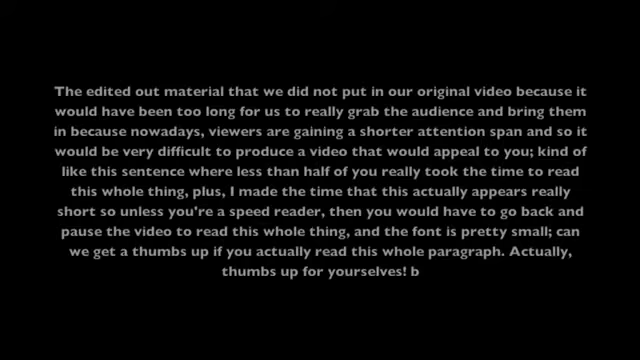 The edited out material that we did not put in our original video because it
would have been too long for us to really grab the audience and bring them
in because nowadays, viewers are gaining a shorter attention span and so it
would be very difficult to produce a video that would appeal to you; kind of
like this sentence where less than half of you really took the time to read
this whole thing, plus, I made the time that this actually appears really
short so unless you're a speed reader, then you would have to go back and
pause the video to read this whole thing, and the font is pretty small; can
we get a thumbs up if you actually read this whole paragraph. Actually,
thumbs up for yourselves! b